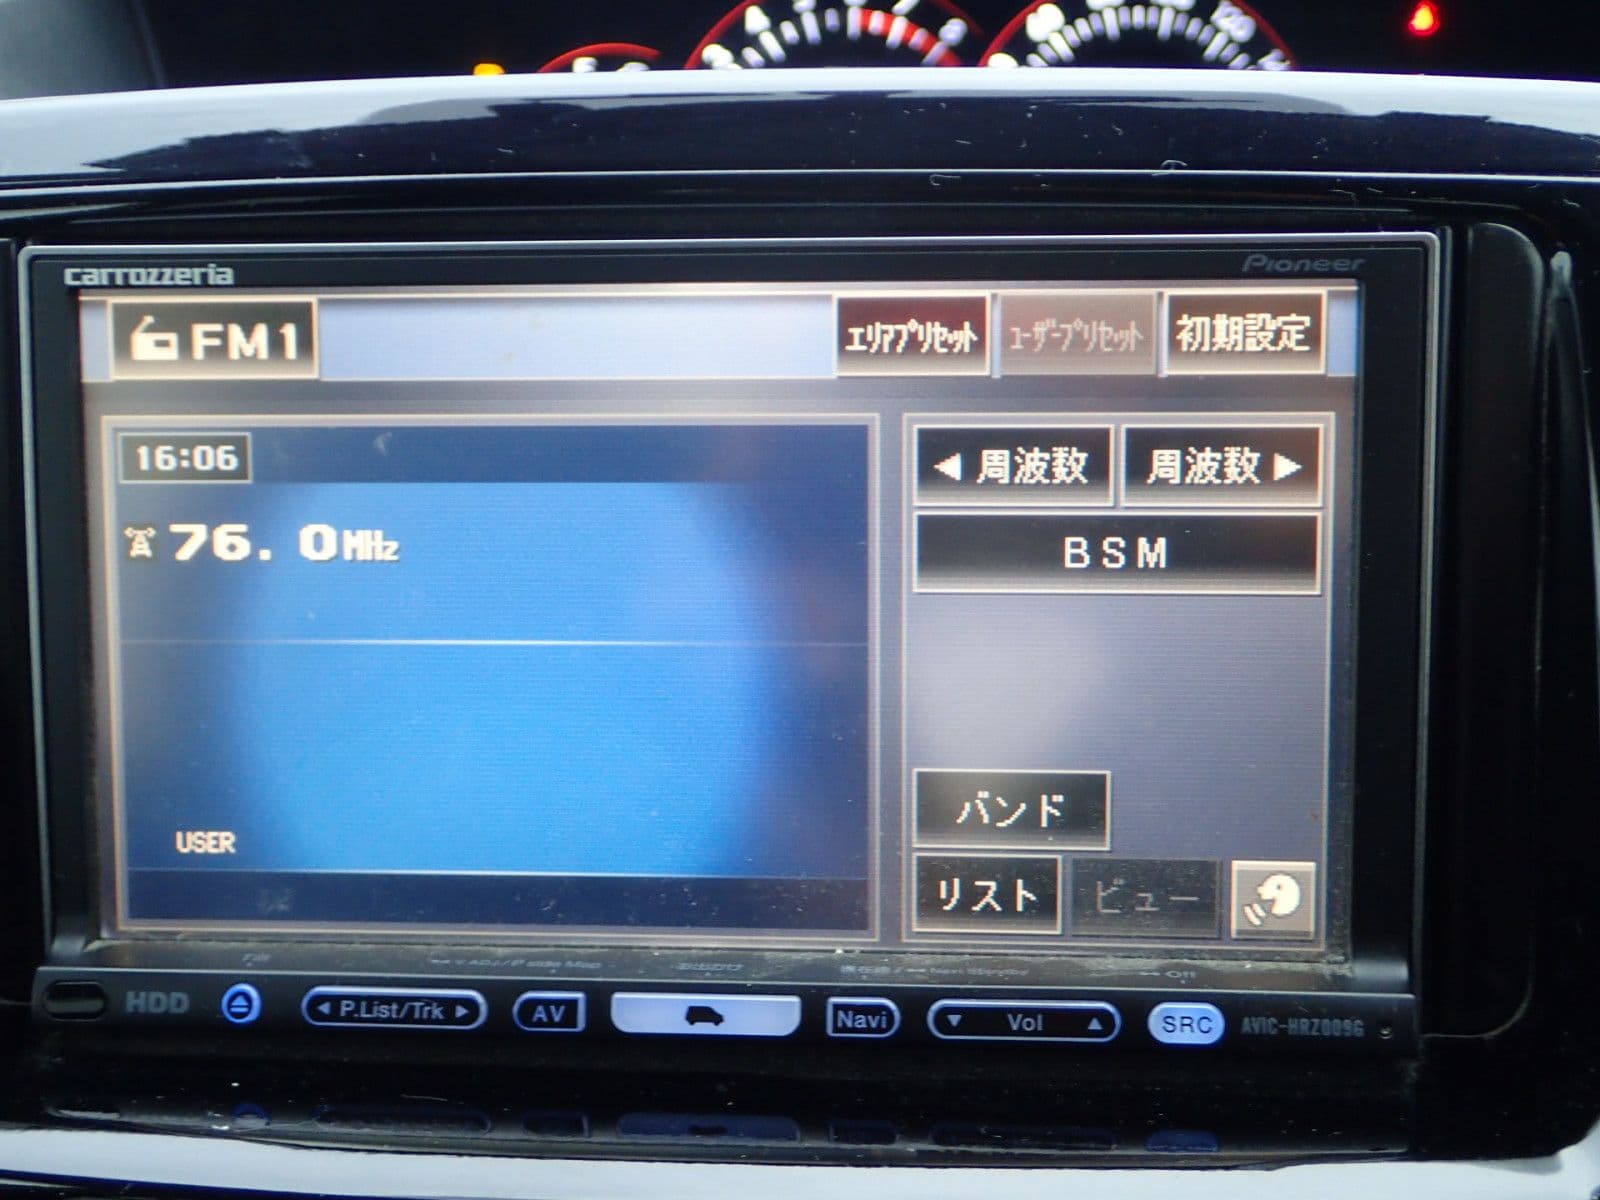 carrozzeria
Pioneer
FM1
ｴﾘｱﾌﾟﾘｾｯﾄ
ﾕｰｻﾞｰﾌﾟﾘｾｯﾄ
初期設定
16:06
◀ 周波数
周波数 ▶
76.0MHz
BSM
バンド
USER
リスト
ビュー
HDD
◀ P.List/Trk ▶
AV
Navi
▼ Vol ▲
SRC
AVIC-HRZ009G